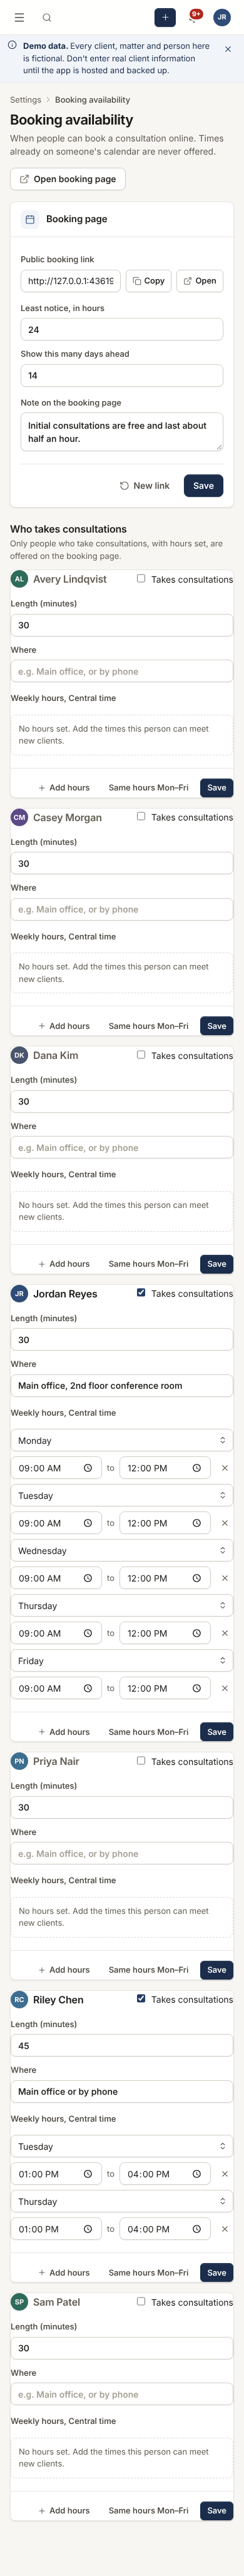 9+
JR
Demo data. Every client, matter and person here
is fictional. Don't enter real client information
until the app is hosted and backed up.
Settings > Booking availability
Booking availability
When people can book a consultation online. Times
already on someone's calendar are never offered.
Open booking page
Booking page
Public booking link
http://127.0.0.1:43619
Copy
Open
Least notice, in hours
24
Show this many days ahead
14
Note on the booking page
Initial consultations are free and last about
half an hour.
New link
Save
Who takes consultations
Only people who take consultations, with hours set, are
offered on the booking page.
AL Avery Lindqvist Takes consultations
Length (minutes)
30
Where
e.g. Main office, or by phone
Weekly hours, Central time
No hours set. Add the times this person can meet
new clients.
+ Add hours Same hours Mon–Fri Save
CM Casey Morgan Takes consultations
Length (minutes)
30
Where
e.g. Main office, or by phone
Weekly hours, Central time
No hours set. Add the times this person can meet
new clients.
+ Add hours Same hours Mon–Fri Save
DK Dana Kim Takes consultations
Length (minutes)
30
Where
e.g. Main office, or by phone
Weekly hours, Central time
No hours set. Add the times this person can meet
new clients.
+ Add hours Same hours Mon–Fri Save
JR Jordan Reyes Takes consultations
Length (minutes)
30
Where
Main office, 2nd floor conference room
Weekly hours, Central time
Monday
09:00 AM to 12:00 PM
Tuesday
09:00 AM to 12:00 PM
Wednesday
09:00 AM to 12:00 PM
Thursday
09:00 AM to 12:00 PM
Friday
09:00 AM to 12:00 PM
+ Add hours Same hours Mon–Fri Save
PN Priya Nair Takes consultations
Length (minutes)
30
Where
e.g. Main office, or by phone
Weekly hours, Central time
No hours set. Add the times this person can meet
new clients.
+ Add hours Same hours Mon–Fri Save
RC Riley Chen Takes consultations
Length (minutes)
45
Where
Main office or by phone
Weekly hours, Central time
Tuesday
01:00 PM to 04:00 PM
Thursday
01:00 PM to 04:00 PM
+ Add hours Same hours Mon–Fri Save
SP Sam Patel Takes consultations
Length (minutes)
30
Where
e.g. Main office, or by phone
Weekly hours, Central time
No hours set. Add the times this person can meet
new clients.
+ Add hours Same hours Mon–Fri Save